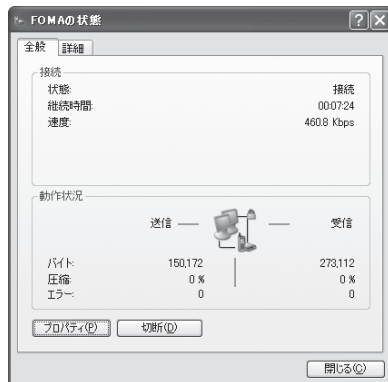 FOMAの状態
全般 詳細
接続
状態: 接続
継続時間: 00:07:24
速度: 460.8 Kbps
動作状況
送信 受信
バイト: 150,172 273,112
圧縮: 0 % 0 %
エラー: 0 0
プロパティ(P) 切断(D)
閉じる(C)